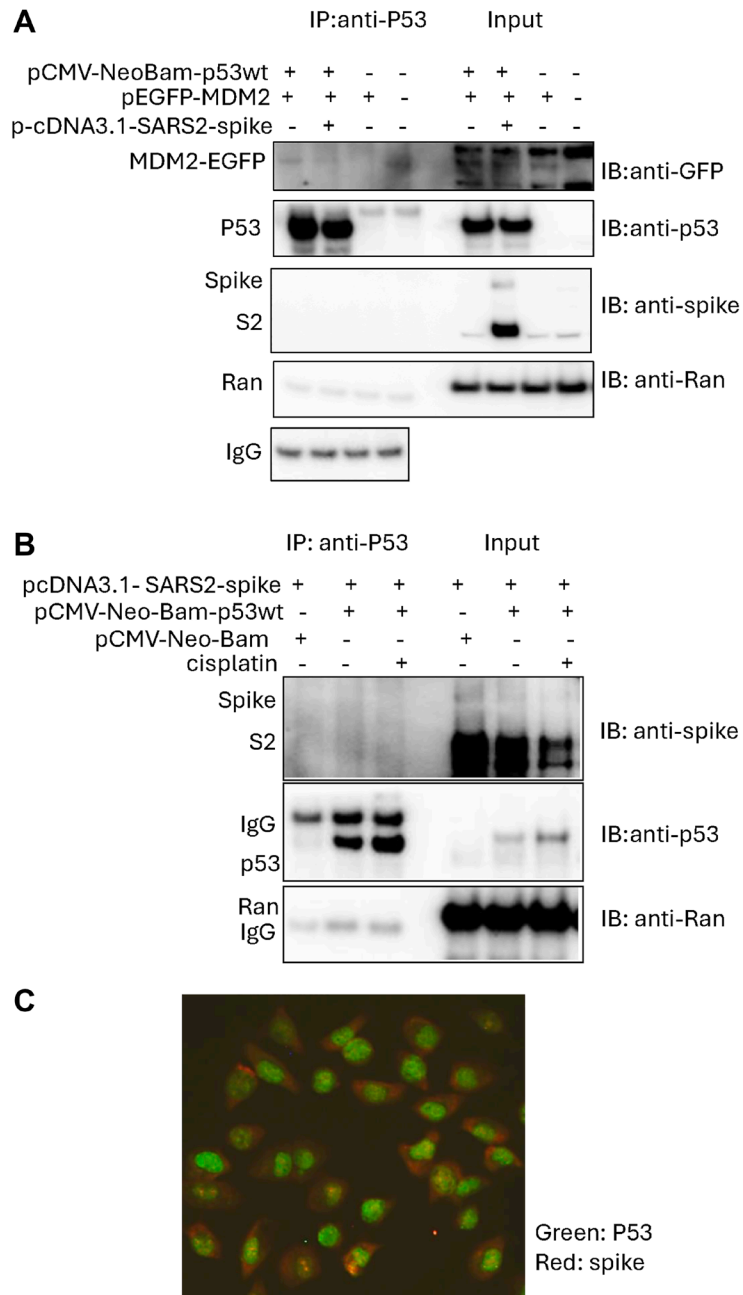 A
IP:anti-P53 Input
pCMV-NeoBam-p53wt + + - - + + - -
pEGFP-MDM2 + + + - + + + -
p-cDNA3.1-SARS2-spike - + - - - + - -
MDM2-EGFP IB:anti-GFP
P53 IB:anti-p53
Spike
IB: anti-spike
S2
Ran IB: anti-Ran
IgG
B
IP: anti-P53 Input
pcDNA3.1- SARS2-spike + + + + + +
pCMV-Neo-Bam-p53wt - + + - + +
pCMV-Neo-Bam + - - + - -
cisplatin - - + - - +
Spike
IB: anti-spike
S2
IgG
IB:anti-p53
p53
Ran
IB: anti-Ran
IgG
C
Green: P53
Red: spike